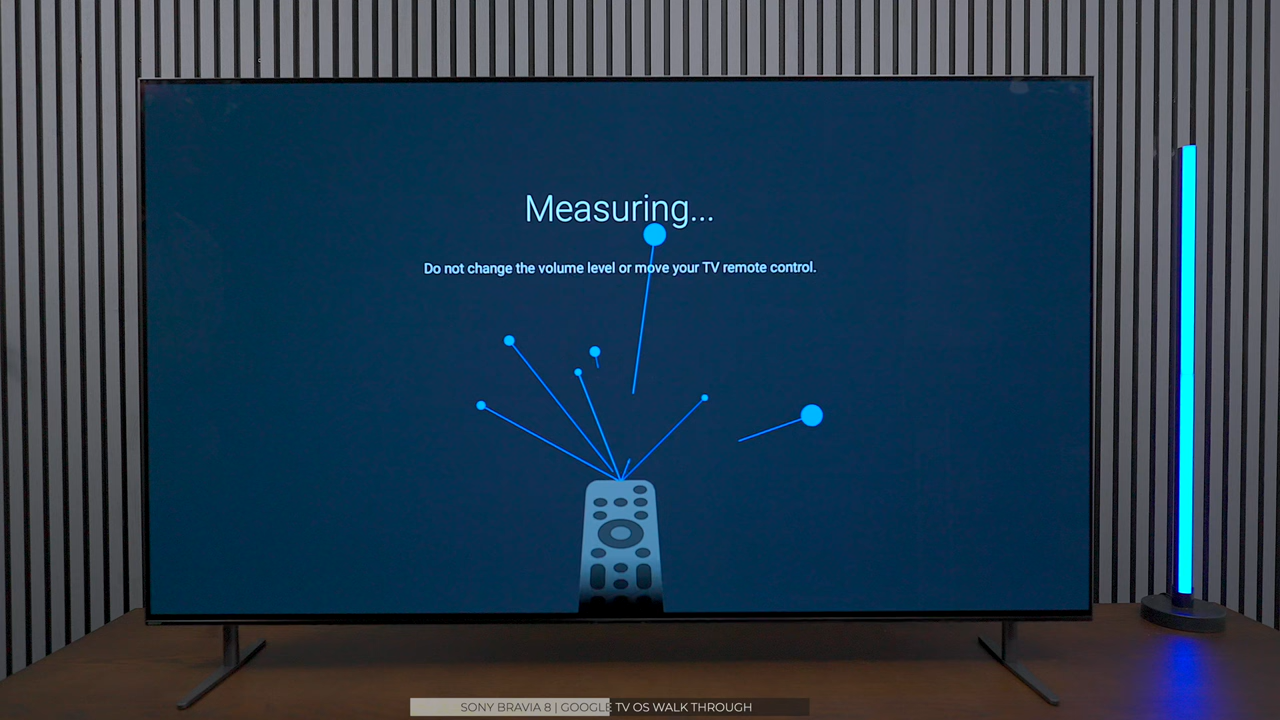 Measuring...
Do not change the volume level or move your TV remote control.
SONY BRAVIA 8 | GOOGLE TV OS WALK THROUGH